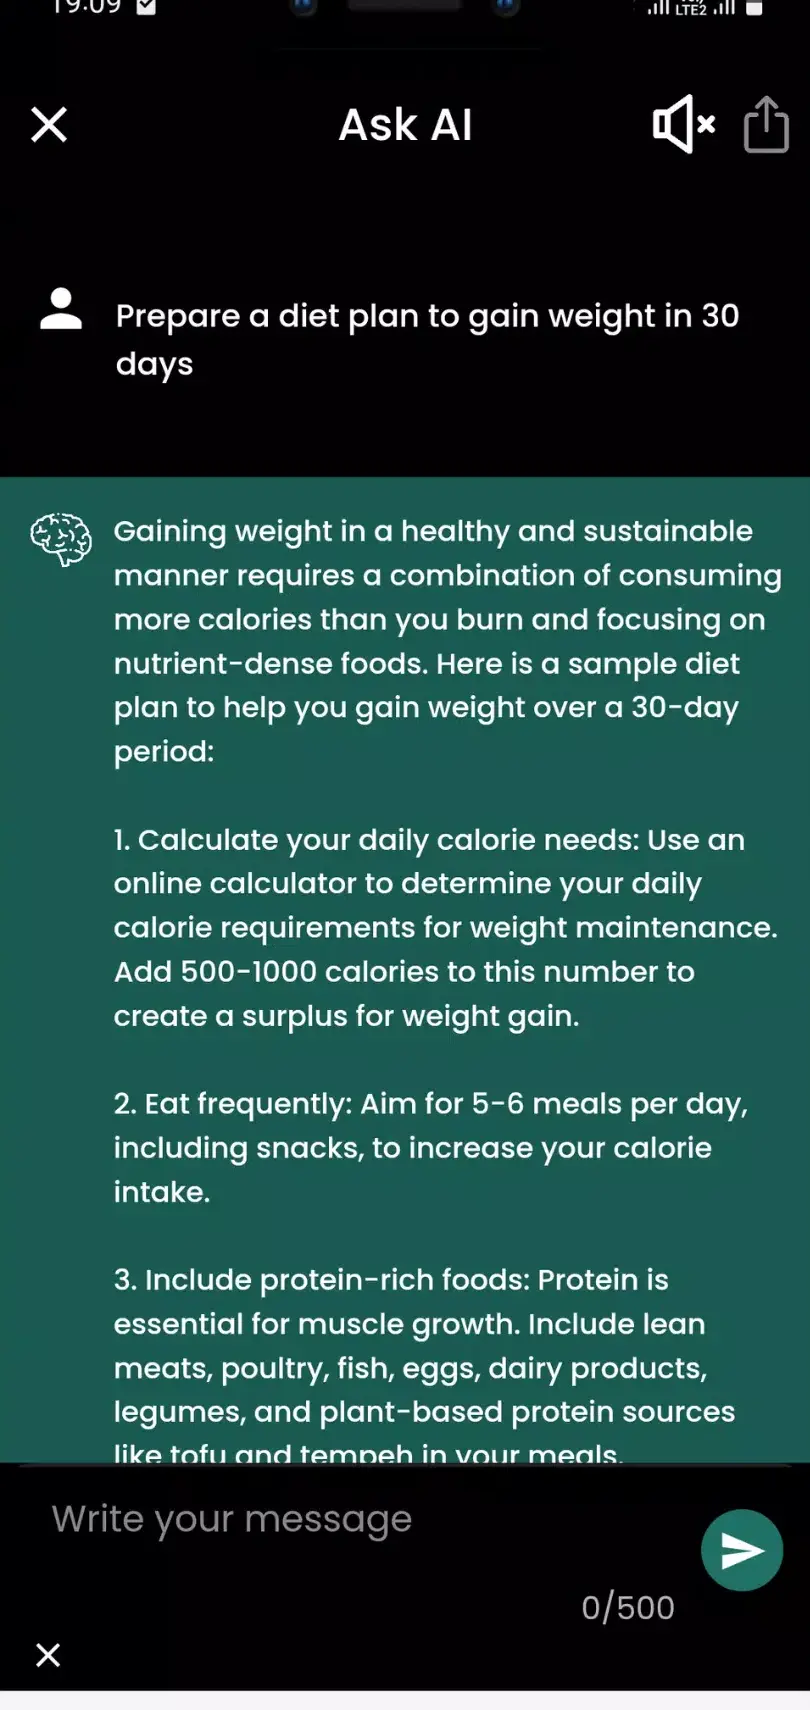 19:09
LTE2
Ask AI
Prepare a diet plan to gain weight in 30
days
Gaining weight in a healthy and sustainable
manner requires a combination of consuming
more calories than you burn and focusing on
nutrient-dense foods. Here is a sample diet
plan to help you gain weight over a 30-day
period:
1. Calculate your daily calorie needs: Use an
online calculator to determine your daily
calorie requirements for weight maintenance.
Add 500-1000 calories to this number to
create a surplus for weight gain.
2. Eat frequently: Aim for 5-6 meals per day,
including snacks, to increase your calorie
intake.
3. Include protein-rich foods: Protein is
essential for muscle growth. Include lean
meats, poultry, fish, eggs, dairy products,
legumes, and plant-based protein sources
like tofu and tempeh in your meals.
Write your message
0/500